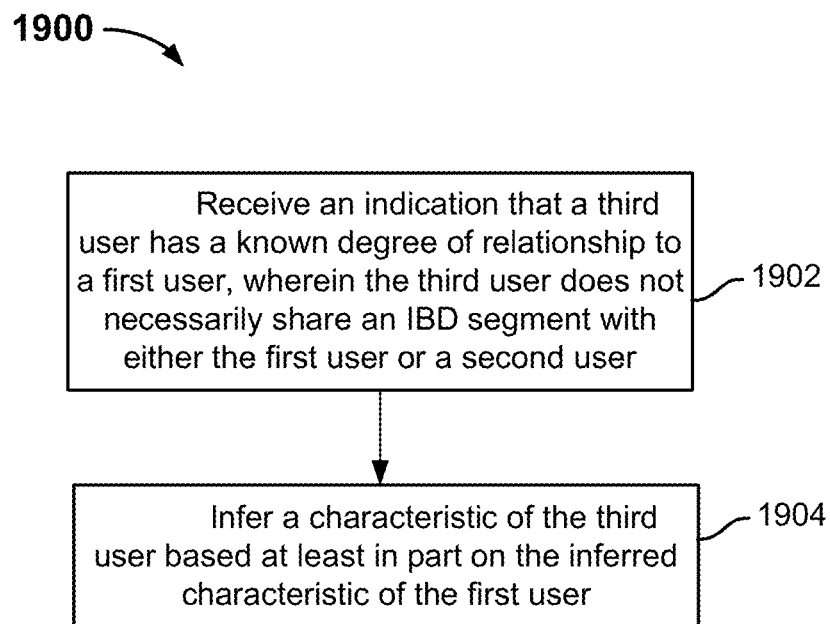 1900
Receive an indication that a third
user has a known degree of relationship to
a first user, wherein the third user does not
necessarily share an IBD segment with
either the first user or a second user
1902
Infer a characteristic of the third
user based at least in part on the inferred
characteristic of the first user
1904